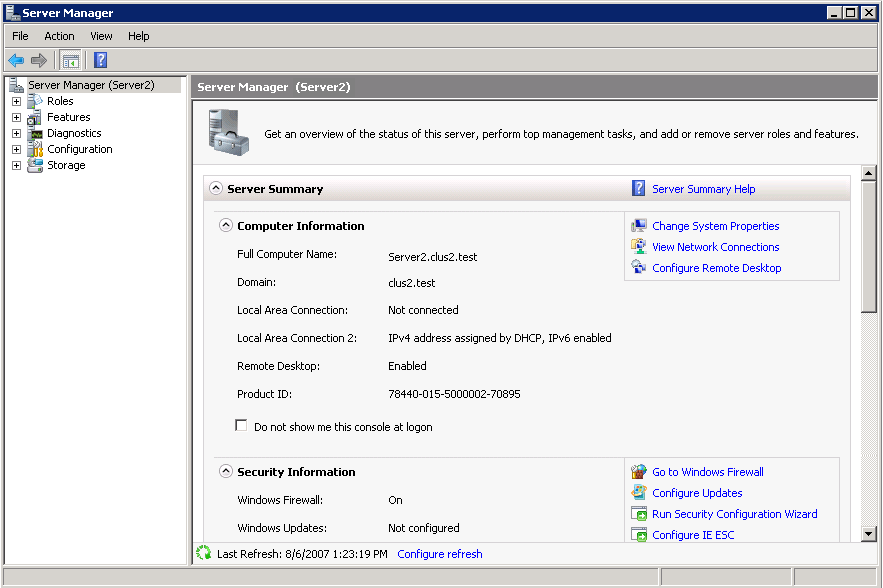 Server Manager
File Action View Help
Server Manager (Server2)
Roles
Features
Diagnostics
Configuration
Storage
Server Manager (Server2)
Get an overview of the status of this server, perform top management tasks, and add or remove server roles and features.
Server Summary
Server Summary Help
Computer Information
Full Computer Name: Server2.clus2.test
Domain: clus2.test
Local Area Connection: Not connected
Local Area Connection 2: IPv4 address assigned by DHCP, IPv6 enabled
Remote Desktop: Enabled
Product ID: 78440-015-5000002-70895
Do not show me this console at logon
Change System Properties
View Network Connections
Configure Remote Desktop
Security Information
Windows Firewall: On
Windows Updates: Not configured
Go to Windows Firewall
Configure Updates
Run Security Configuration Wizard
Configure IE ESC
Last Refresh: 8/6/2007 1:23:19 PM Configure refresh